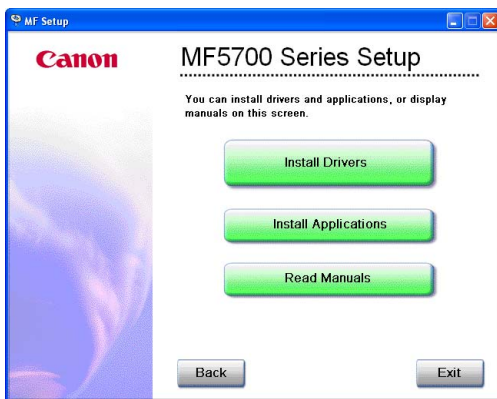 MF Setup
Canon
MF5700 Series Setup
You can install drivers and applications, or display
manuals on this screen.
Install Drivers
Install Applications
Read Manuals
Back
Exit